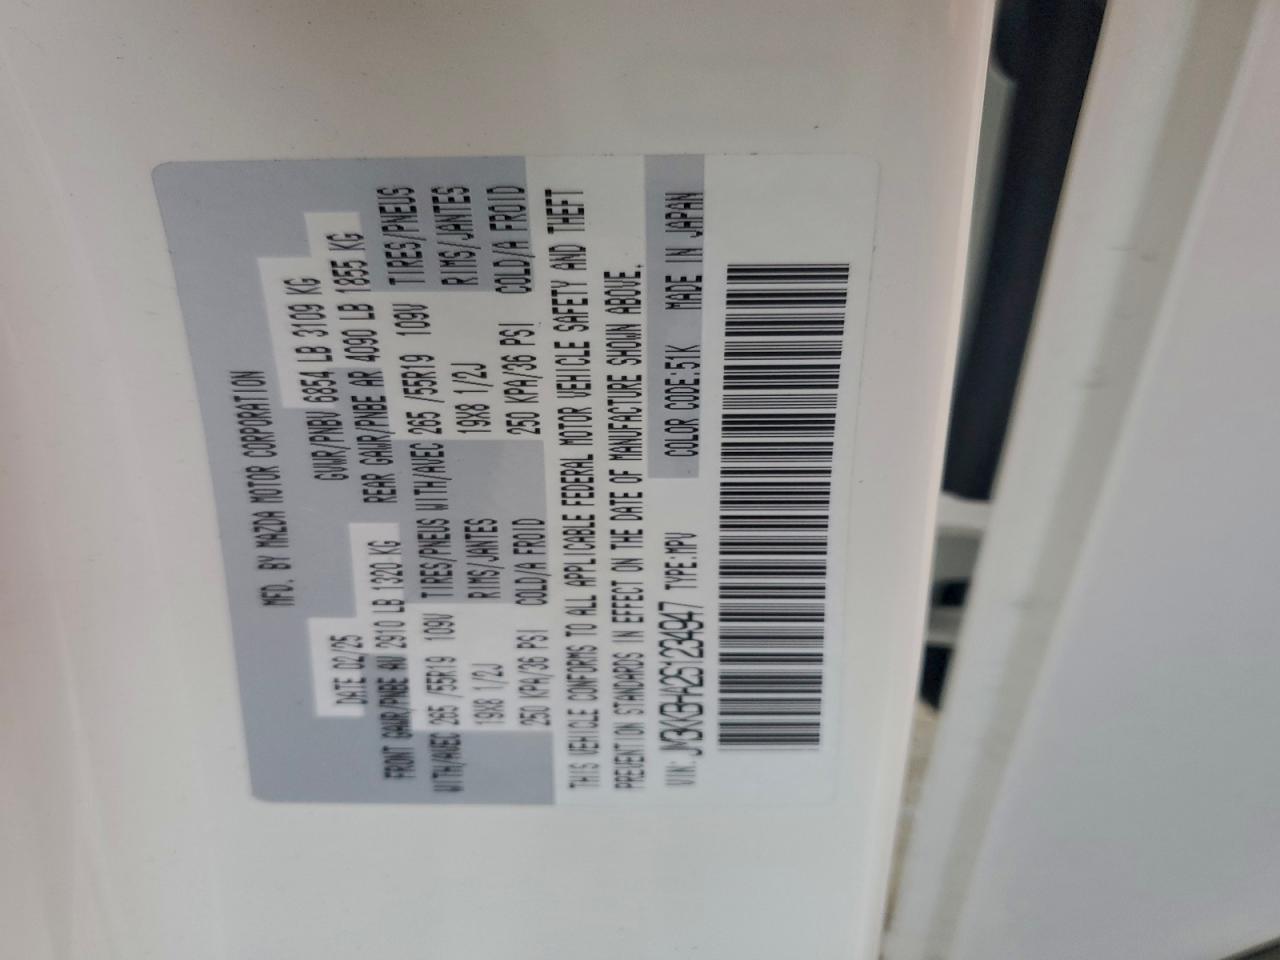 MFD. BY MAZDA MOTOR CORPORATION
DATE 02/25 GVWR/PNBV 6854 LB 3109 KG
FRONT GAWR/PNBE AV 2910 LB 1320 KG REAR GAWR/PNBE AR 4090 LB 1855 KG
WITH/AVEC 265 /55R19 109V TIRES/PNEUS WITH/AVEC 265 /55R19 109V TIRES/PNEUS
19X8 1/2J RIMS/JANTES 19X8 1/2J RIMS/JANTES
250 KPA/36 PSI COLD/A FROID 250 KPA/36 PSI COLD/A FROID
THIS VEHICLE CONFORMS TO ALL APPLICABLE FEDERAL MOTOR VEHICLE SAFETY AND THEFT
PREVENTION STANDARDS IN EFFECT ON THE DATE OF MANUFACTURE SHOWN ABOVE.
VIN: JM3KKBHA2S1234947 TYPE:MPV COLOR CODE:51K MADE IN JAPAN